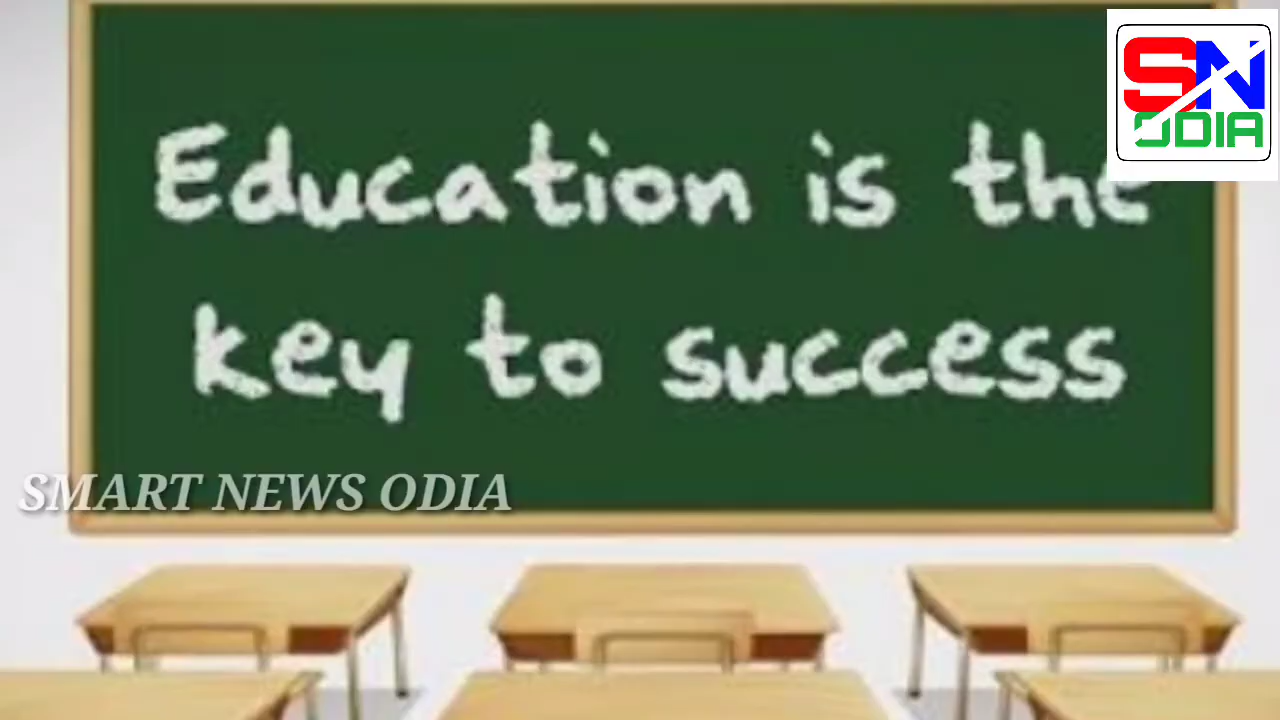 SN
ODIA
Education is the
key to success
SMART NEWS ODIA